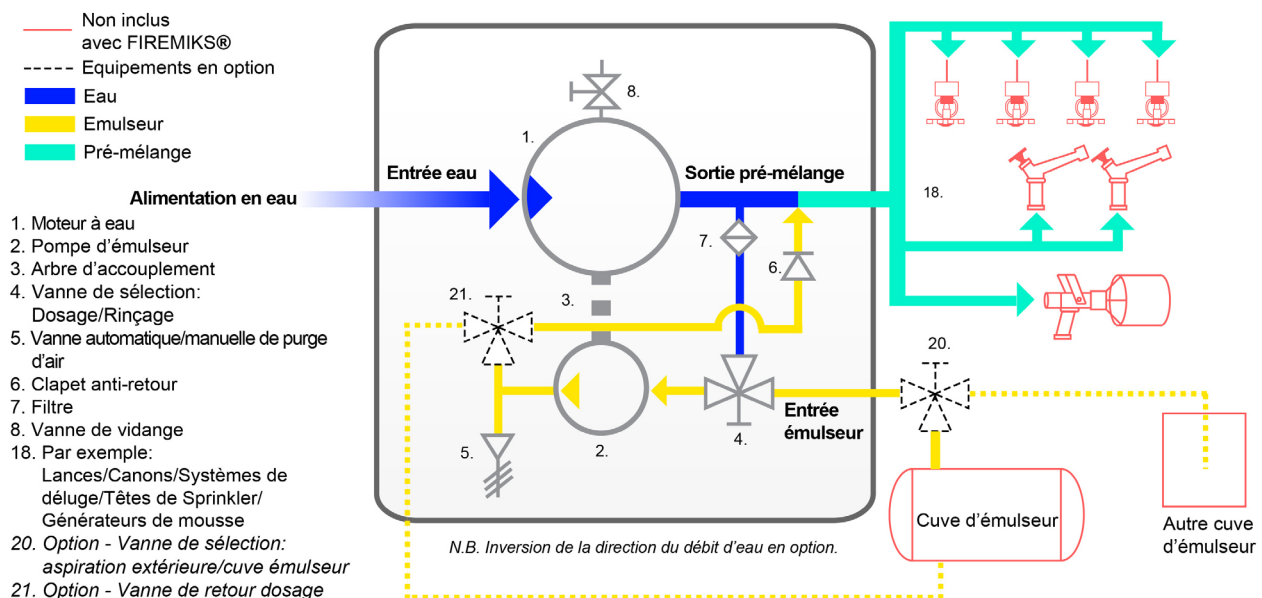 Non inclus
avec FIREMIKS®
Equipements en option
Eau
Emulseur
Pré-mélange
Alimentation en eau
1. Moteur à eau
2. Pompe d'émulseur
3. Arbre d'accouplement
4. Vanne de sélection:
Dosage/Rinçage
5. Vanne automatique/manuelle de purge
d'air
6. Clapet anti-retour
7. Filtre
8. Vanne de vidange
18. Par exemple:
Lances/Canons/Systèmes de
déluge/Têtes de Sprinkler/
Générateurs de mousse
20. Option - Vanne de sélection:
aspiration extérieure/cuve émulseur
21. Option - Vanne de retour dosage
Entrée eau
1.
8.
Sortie pré-mélange
7.
6.
3.
21.
5.
2.
4.
Entrée
émulseur
18.
20.
Cuve d'émulseur
Autre cuve
d'émulseur
N.B. Inversion de la direction du débit d'eau en option.